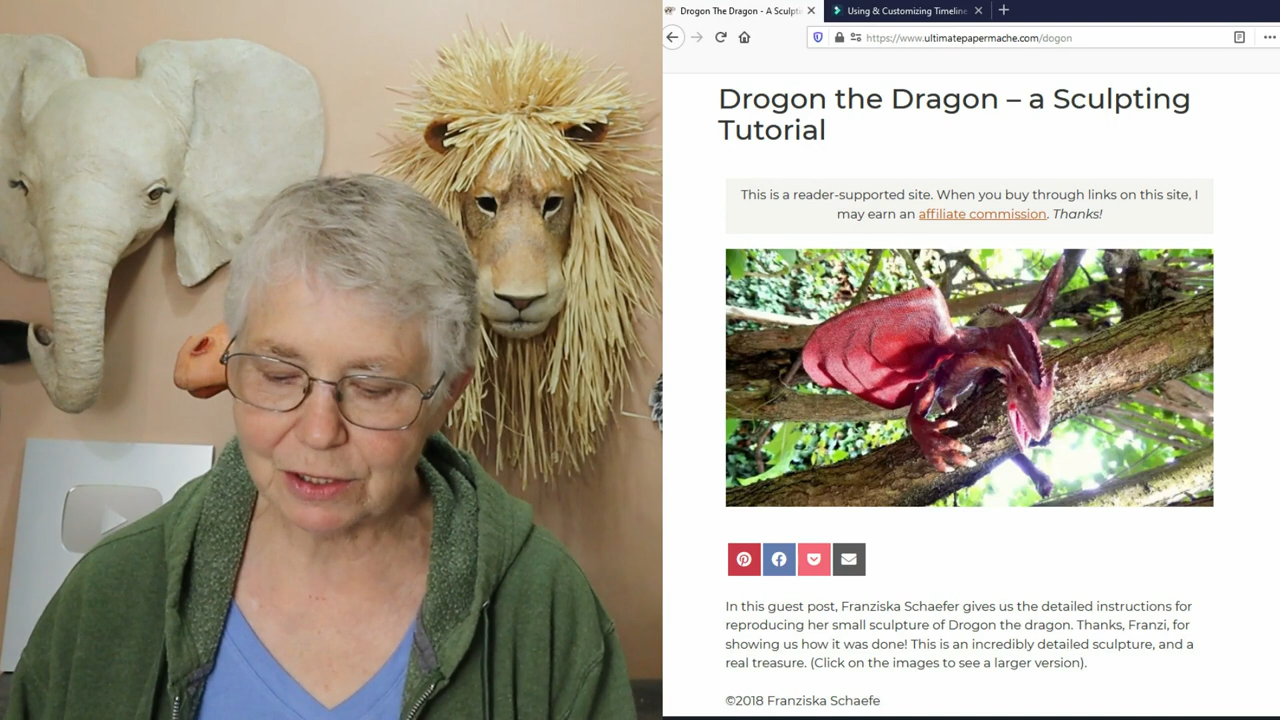 Drogon The Dragon - A Sculpti
Using & Customizing Timeline
https://www.ultimatepapermache.com/dogon
Drogon the Dragon – a Sculpting
Tutorial
This is a reader-supported site. When you buy through links on this site, I
may earn an affiliate commission. Thanks!
In this guest post, Franziska Schaefer gives us the detailed instructions for
reproducing her small sculpture of Drogon the dragon. Thanks, Franzi, for
showing us how it was done! This is an incredibly detailed sculpture, and a
real treasure. (Click on the images to see a larger version).
©2018 Franziska Schaefe